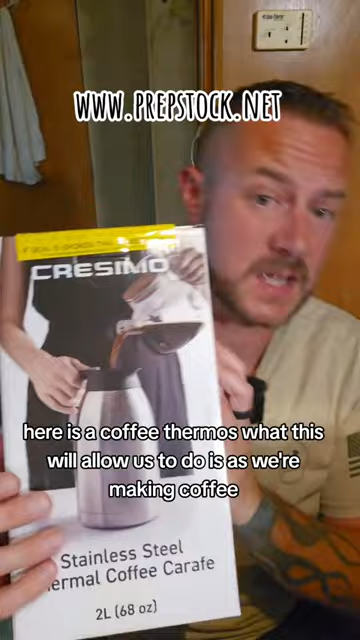 WWW.PREPSTOCK.NET
CRESIMO
here is a coffee thermos what this
will allow us to do is as we're
making coffee
Stainless Steel
ermal Coffee Carafe
2L (68 oz)